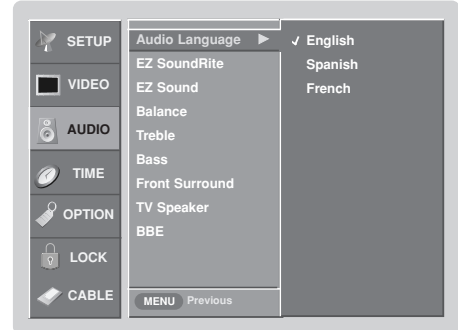 SETUP
VIDEO
AUDIO
TIME
OPTION
LOCK
CABLE
Audio Language ►
EZ SoundRite
EZ Sound
Balance
Treble
Bass
Front Surround
TV Speaker
BBE
MENU Previous
✓ English
Spanish
French